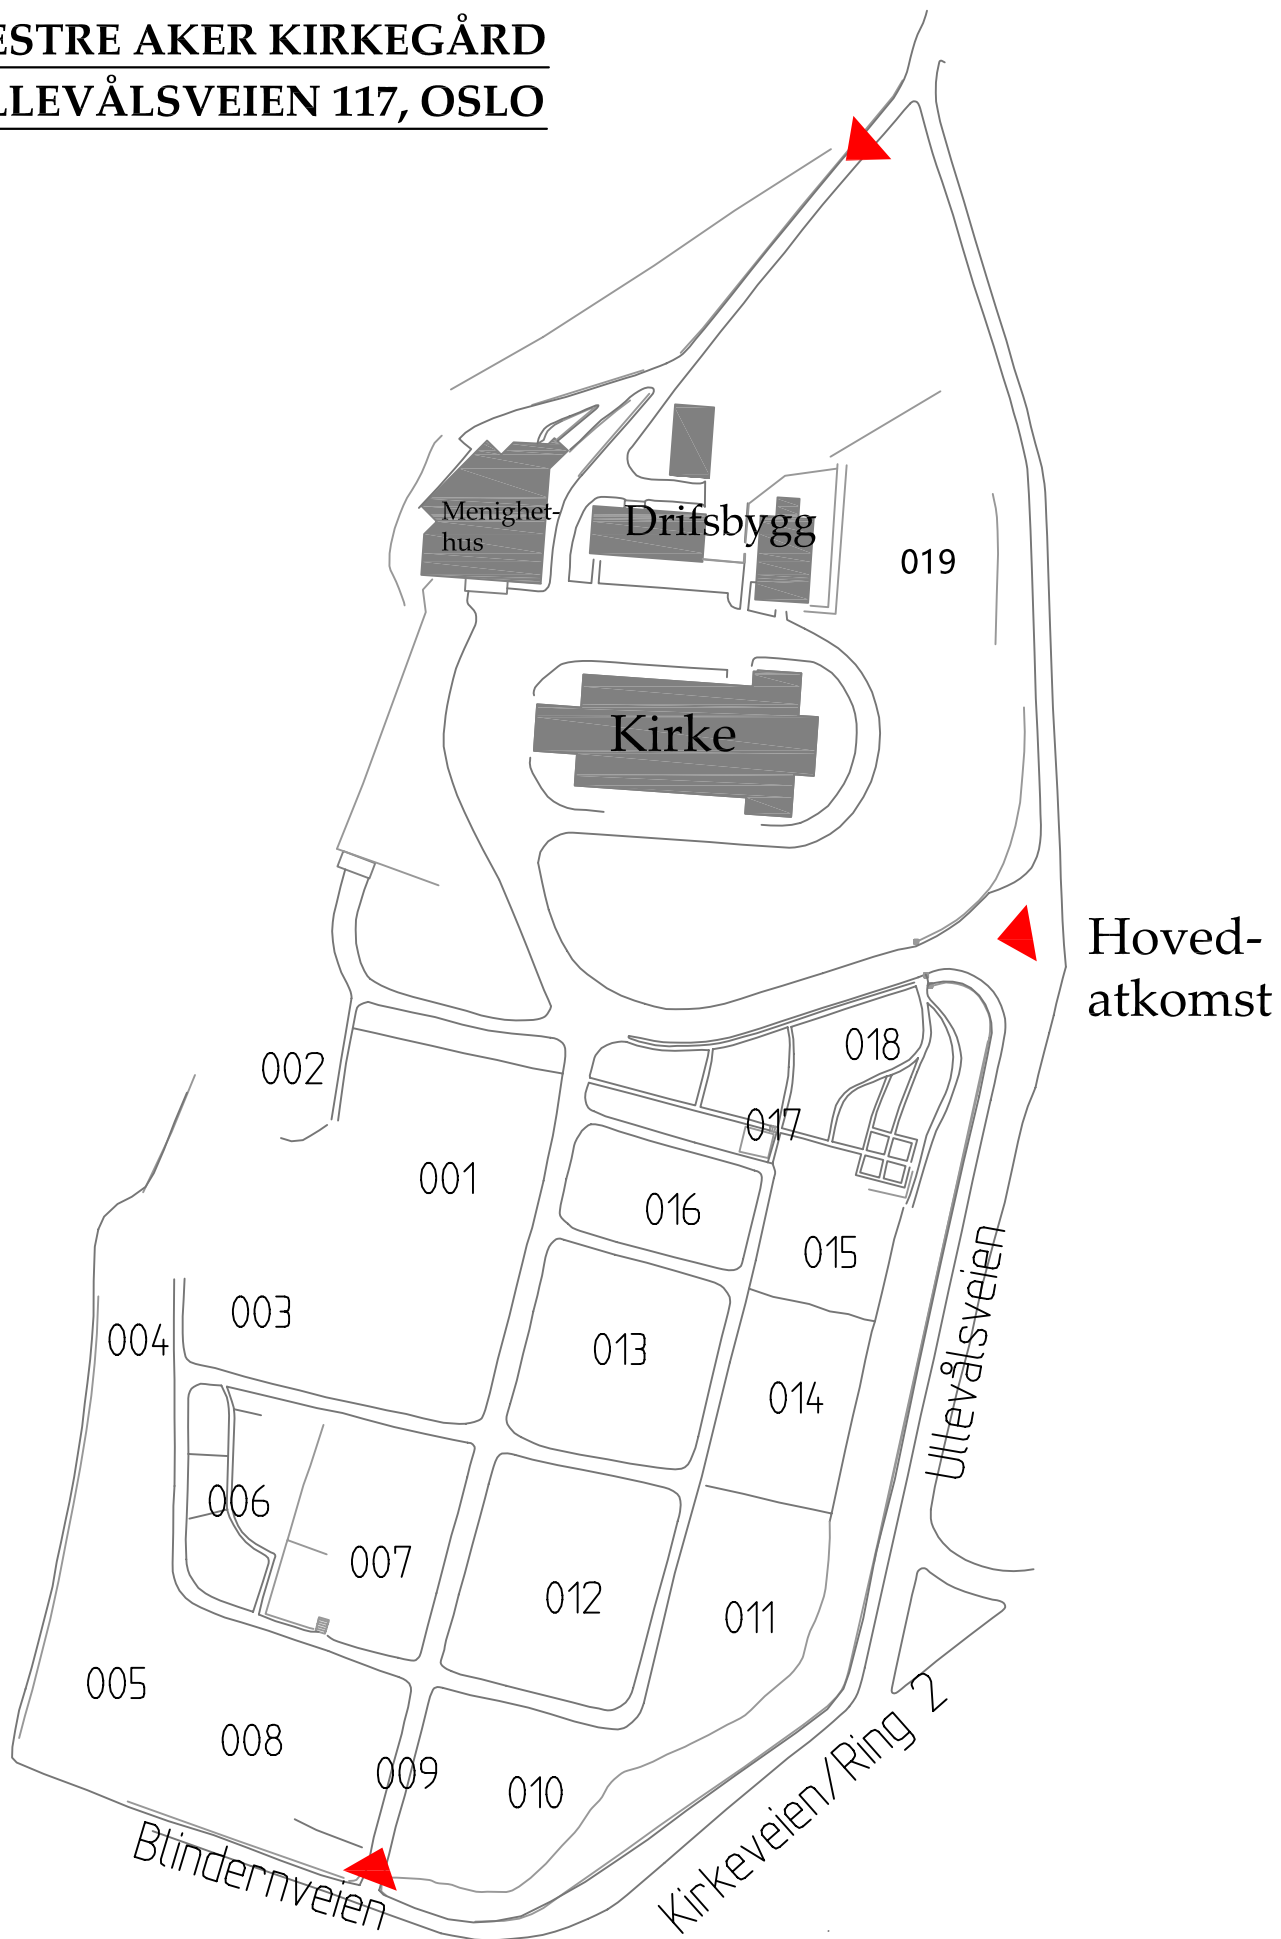 ESTRE AKER KIRKEGÅRD
LLEVÅLSVEIEN 117, OSLO
Menighet-
hus
Drifsbygg
019
Kirke
Hoved-
atkomst
018
002
017
001
016
015
003
004
013
014
Ullevålsveien
006
007
012
011
005
008
009
010
Kirkeveien/Ring 2
Blindernveien